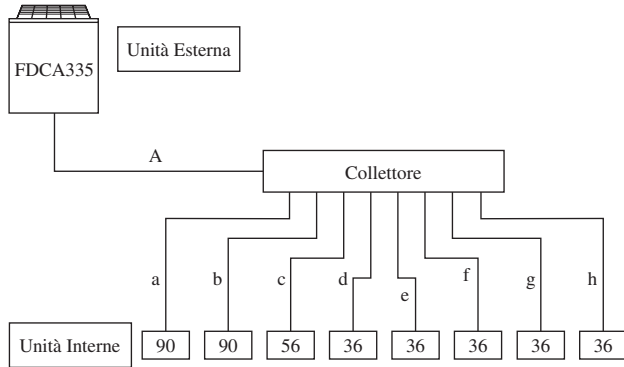 Unità Esterna
FDCA335
A
Collettore
a
b
c
d
e
f
g
h
Unità Interne
90
90
56
36
36
36
36
36